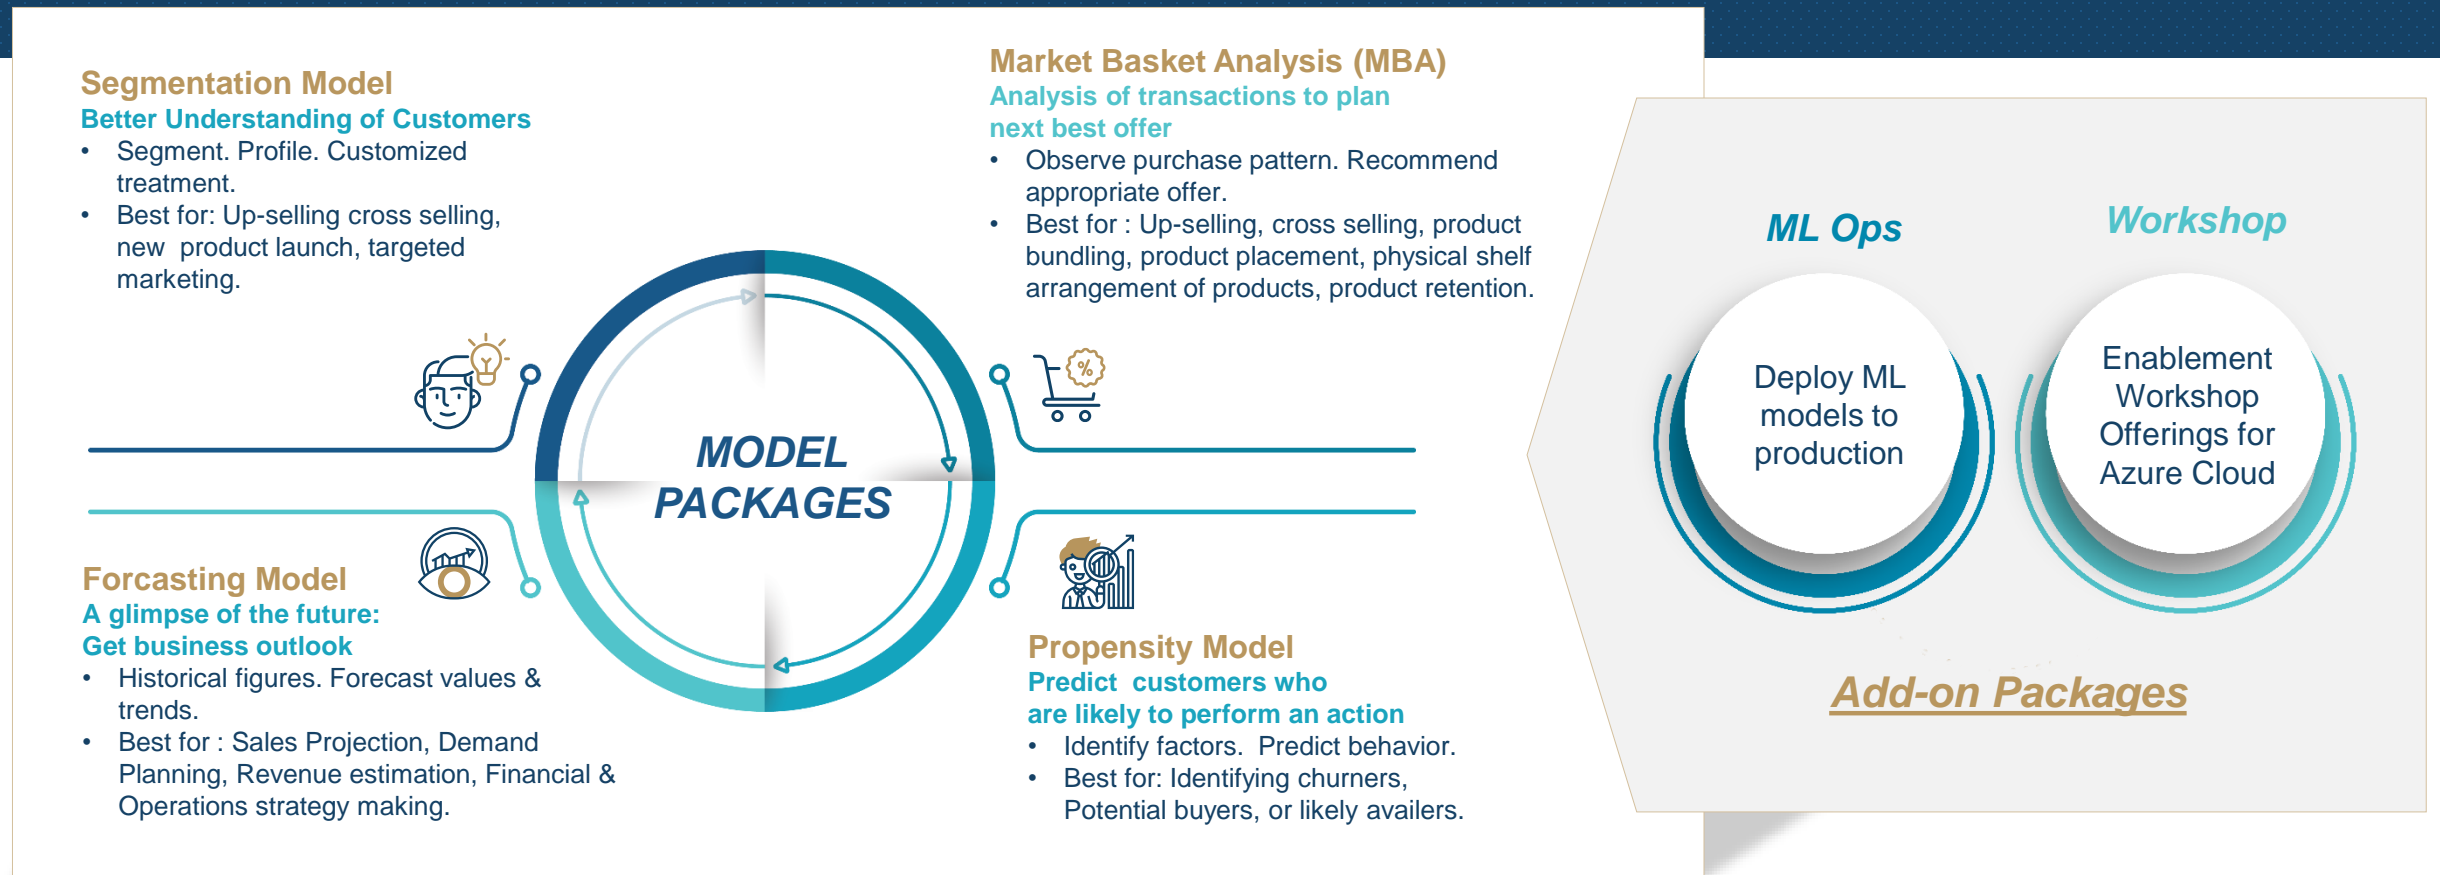 Segmentation Model
Better Understanding of Customers
• Segment. Profile. Customized
treatment.
• Best for: Up-selling cross selling,
new  product launch, targeted
marketing.
Market Basket Analysis (MBA)
Analysis of transactions to plan
next best offer
• Observe purchase pattern. Recommend
appropriate offer.
• Best for : Up-selling, cross selling, product
bundling, product placement, physical shelf
arrangement of products, product retention.
%
MODEL
PACKAGES
Forcasting Model
A glimpse of the future:
Get business outlook
• Historical figures. Forecast values &
trends.
• Best for : Sales Projection, Demand
Planning, Revenue estimation, Financial &
Operations strategy making.
Propensity Model
Predict  customers who
are likely to perform an action
• Identify factors.  Predict behavior.
• Best for: Identifying churners,
Potential buyers, or likely availers.
ML Ops
Deploy ML
models to
production
Workshop
Enablement
Workshop
Offerings for
Azure Cloud
Add-on Packages